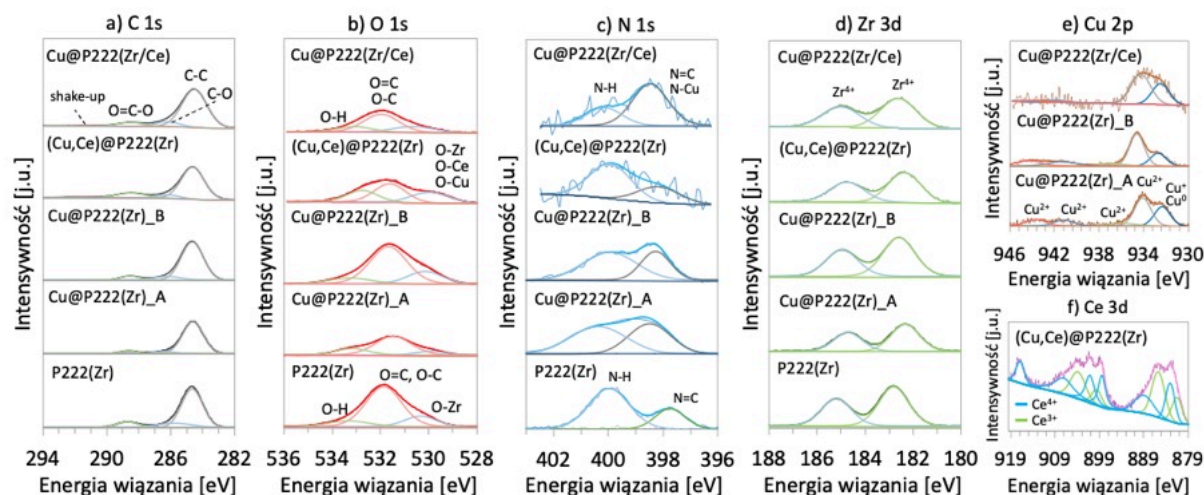 a) C 1s
Intensywność [j.u.]
Cu@P222(Zr/Ce)
C-C
C-O
shake-up
O=C-O
(Cu,Ce)@P222(Zr)
Cu@P222(Zr)_B
Cu@P222(Zr)_A
P222(Zr)
294 290 286 282
Energia wiązania [eV]
b) O 1s
Intensywność [j.u.]
Cu@P222(Zr/Ce)
O=C
O-C
O-H
(Cu,Ce)@P222(Zr)
O-Zr
O-Ce
O-Cu
Cu@P222(Zr)_B
Cu@P222(Zr)_A
P222(Zr)
O=C, O-C
O-H
O-Zr
536 534 532 530 528
Energia wiązania [eV]
c) N 1s
Intensywność [j.u.]
Cu@P222(Zr/Ce)
N-H
N=C
N-Cu
(Cu,Ce)@P222(Zr)
Cu@P222(Zr)_B
Cu@P222(Zr)_A
P222(Zr)
N-H
N=C
402 400 398 396
Energia wiązania [eV]
d) Zr 3d
Intensywność [j.u.]
Cu@P222(Zr/Ce)
Zr4+ Zr4+
(Cu,Ce)@P222(Zr)
Cu@P222(Zr)_B
Cu@P222(Zr)_A
P222(Zr)
188 186 184 182 180
Energia wiązania [eV]
e) Cu 2p
Intensywność [j.u.]
Cu@P222(Zr/Ce)
Cu@P222(Zr)_B
Cu@P222(Zr)_A
Cu2+
Cu+
Cu0
Cu2+ Cu2+ Cu2+
946 942 938 934 930
Energia wiązania [eV]
f) Ce 3d
Intensywność [j.u.]
(Cu,Ce)@P222(Zr)
Ce4+
Ce3+
919 909 899 889 879
Energia wiązania [eV]